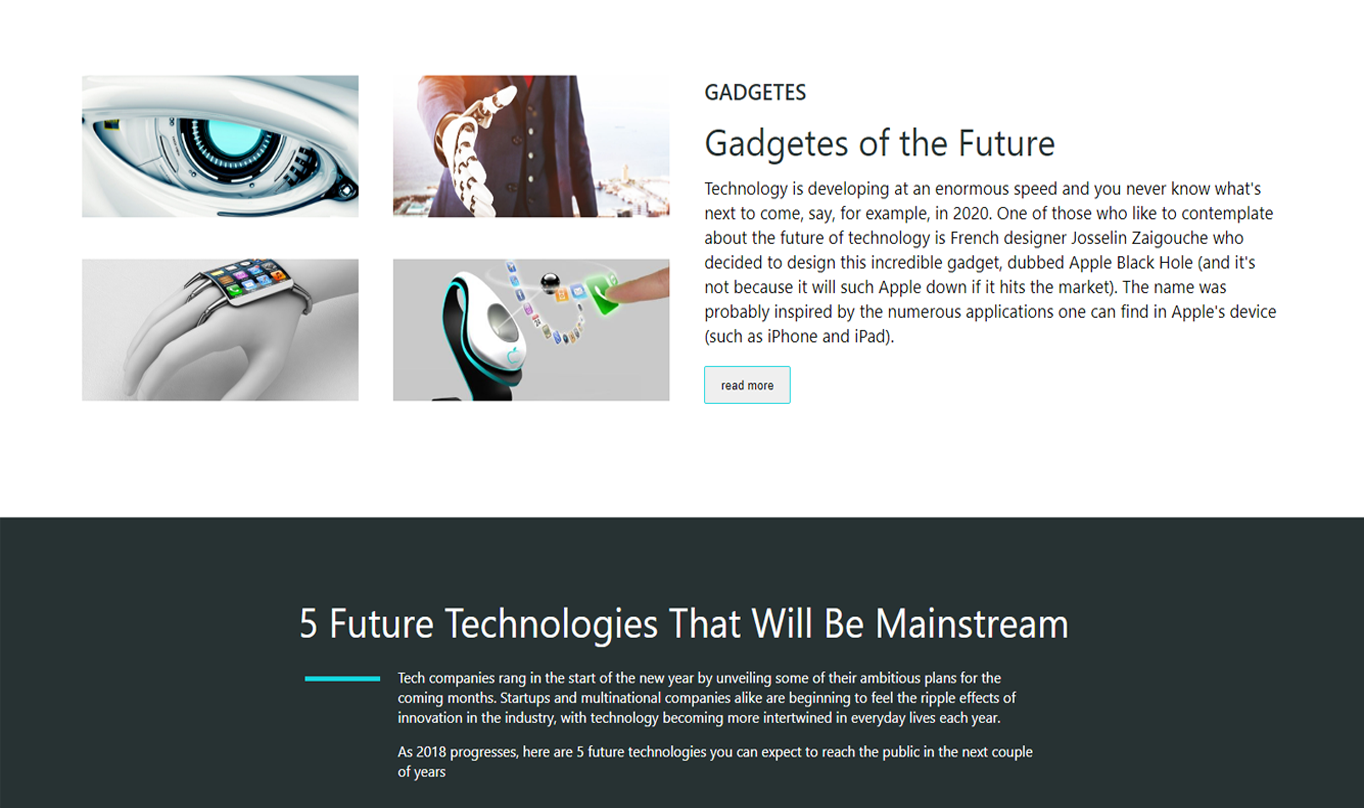 GADGETES
Gadgetes of the Future
Technology is developing at an enormous speed and you never know what's
next to come, say, for example, in 2020. One of those who like to contemplate
about the future of technology is French designer Josselin Zaigouche who
decided to design this incredible gadget, dubbed Apple Black Hole (and it's
not because it will such Apple down if it hits the market). The name was
probably inspired by the numerous applications one can find in Apple's device
(such as iPhone and iPad).
read more
5 Future Technologies That Will Be Mainstream
Tech companies rang in the start of the new year by unveiling some of their ambitious plans for the
coming months. Startups and multinational companies alike are beginning to feel the ripple effects of
innovation in the industry, with technology becoming more intertwined in everyday lives each year.
As 2018 progresses, here are 5 future technologies you can expect to reach the public in the next couple
of years